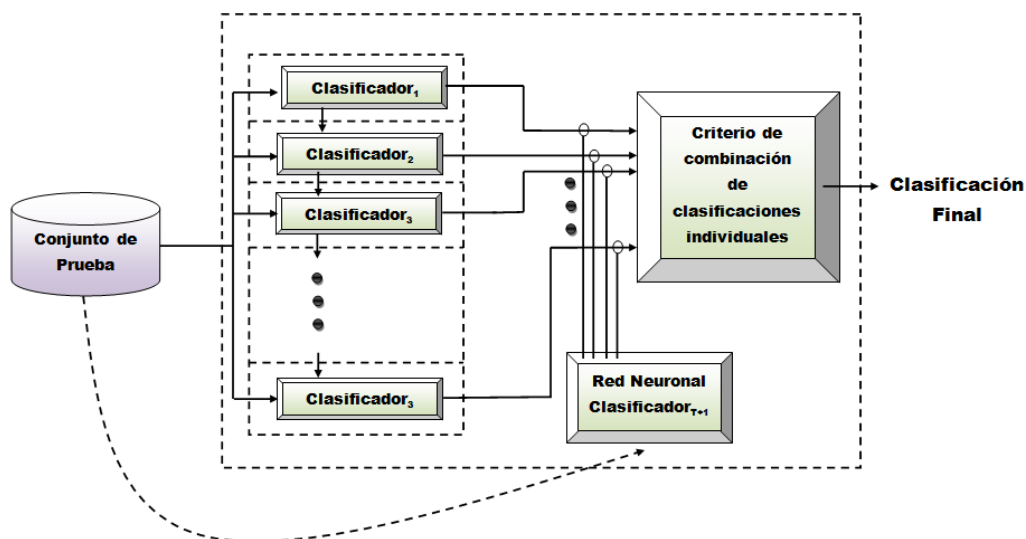 Clasificador1
Clasificador2
Clasificador3
Clasificador3
Conjunto de
Prueba
Criterio de
combinación
de
clasificaciones
individuales
Clasificación
Final
Red Neuronal
ClasificadorT+1